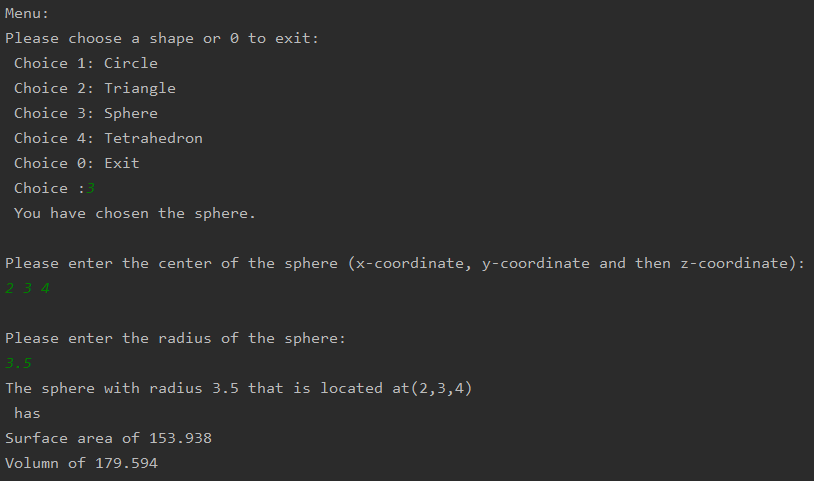 Menu:
Please choose a shape or 0 to exit:
Choice 1: Circle
Choice 2: Triangle
Choice 3: Sphere
Choice 4: Tetrahedron
Choice 0: Exit
Choice :3
You have chosen the sphere.
Please enter the center of the sphere (x-coordinate, y-coordinate and then z-coordinate):
2 3 4
Please enter the radius of the sphere:
3.5
The sphere with radius 3.5 that is located at(2,3,4)
has
Surface area of 153.938
Volumn of 179.594